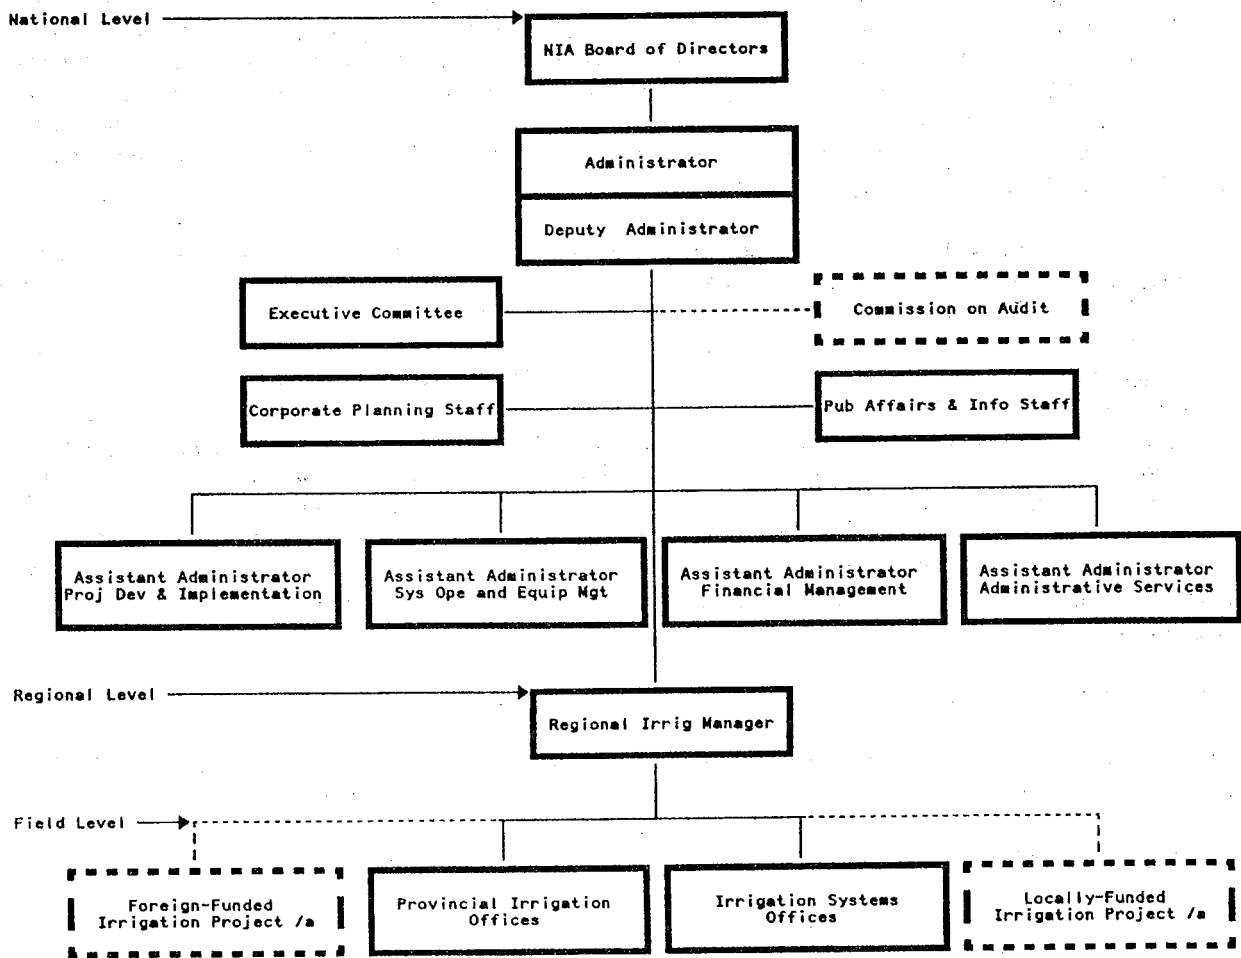 National Level
NIA Board of Directors
Administrator
Deputy Administrator
Executive Committee
Commission on Audit
Corporate Planning Staff
Pub Affairs & Info Staff
Assistant Administrator
Proj Dev & Implementation
Assistant Administrator
Sys Ope and Equip Mgt
Assistant Administrator
Financial Management
Assistant Administrator
Administrative Services
Regional Level
Regional Irrig Manager
Field Level
Foreign-Funded
Irrigation Project /a
Provincial Irrigation
Offices
Irrigation Systems
Offices
Locally-Funded
Irrigation Project /a